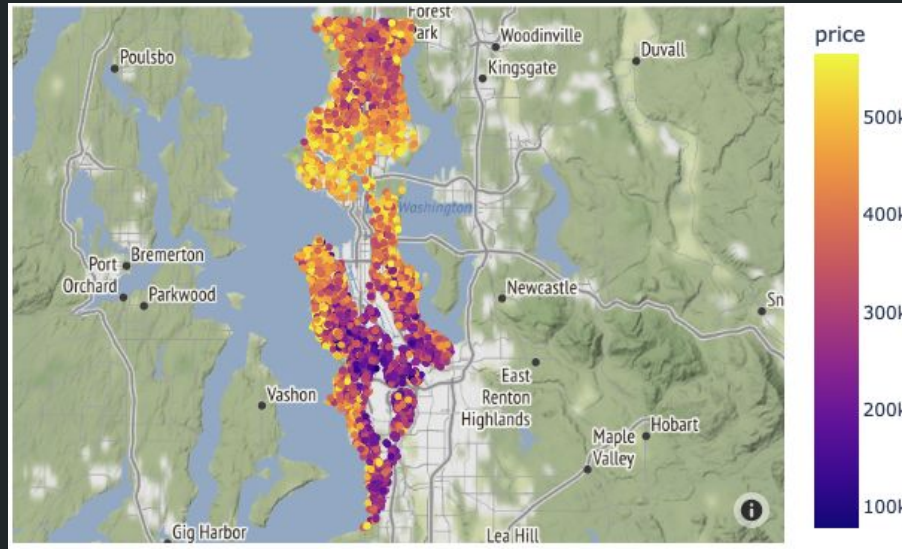 Forest
Park
Woodinville
Poulsbo
Duvall
Kingsgate
Washington
Bremerton
Port
Orchard
Parkwood
Newcastle
Sn
Vashon
East
Renton
Highlands
Maple
Valley
Hobart
Gig Harbor
Lea Hill
i
price
500k
400k
300k
200k
100k